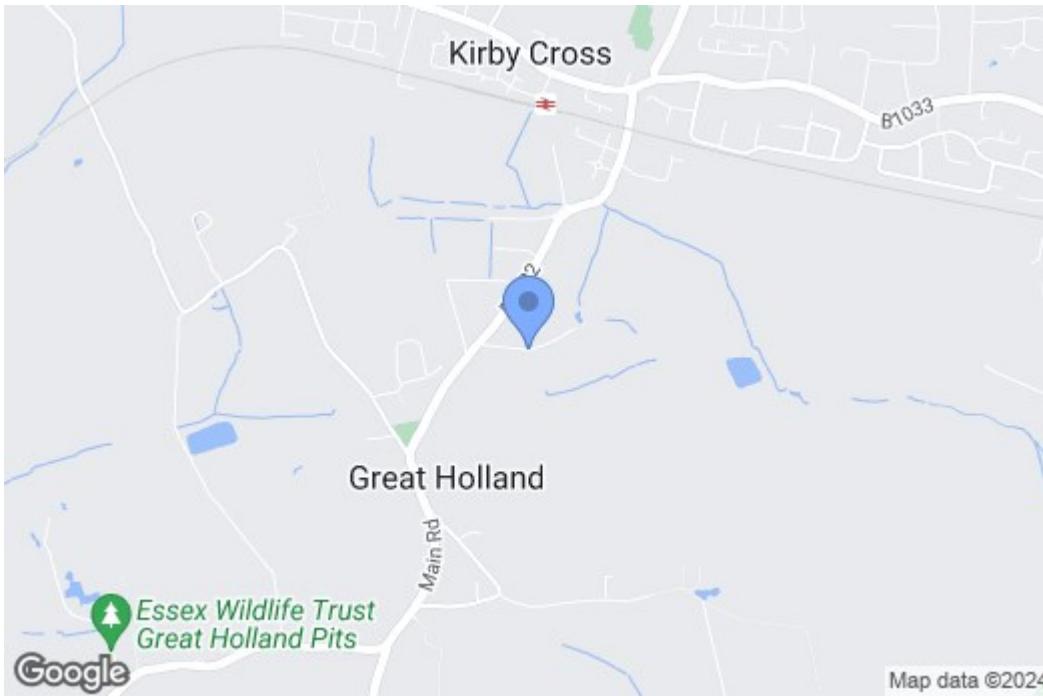 Kirby Cross
B1033
Great Holland
Main Rd
Essex Wildlife Trust
Great Holland Pits
Google
Map data ©2024